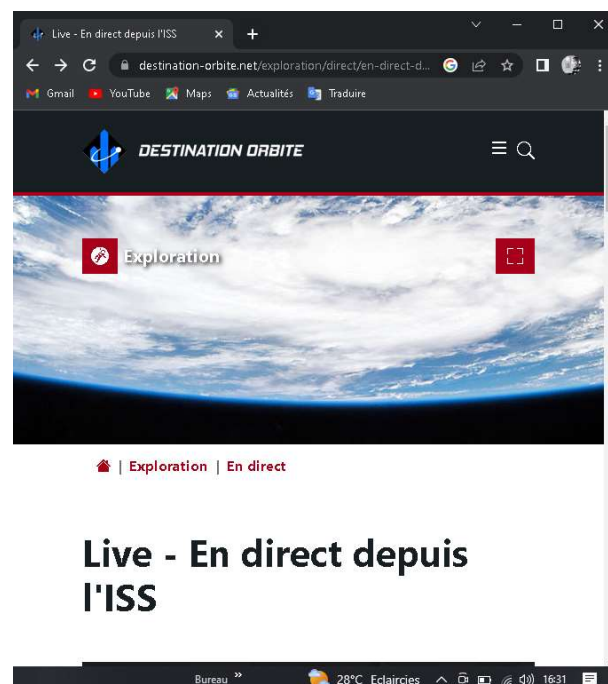 Live - En direct depuis l'ISS
destination-orbite.net/exploration/direct/en-direct-d...
Gmail YouTube Maps Actualités Traduire
DESTINATION ORBITE
Exploration
| Exploration | En direct
Live - En direct depuis
l'ISS
Bureau » 28°C Eclaircies 16:31